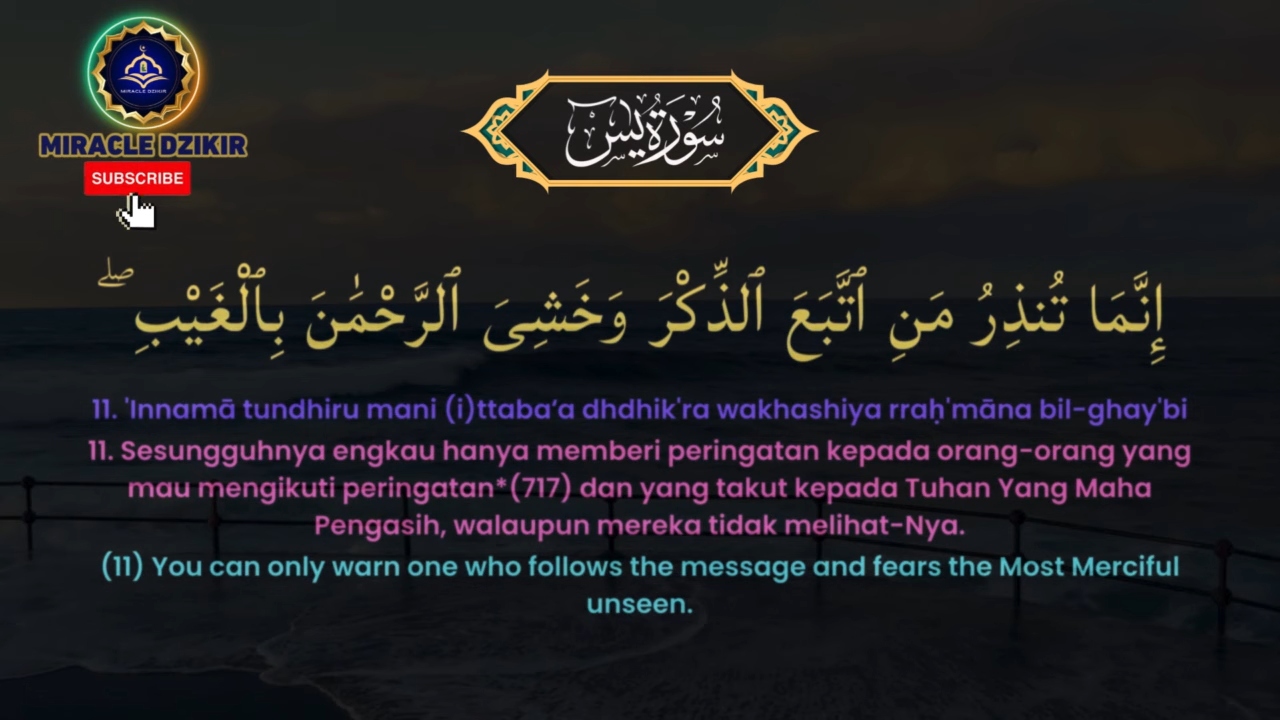 MIRACLE DZIKIR
MIRACLE DZIKIR
SUBSCRIBE
سُورَةُ يس
إِنَّمَا تُنذِرُ مَنِ ٱتَّبَعَ ٱلذِّكْرَ وَخَشِىَ ٱلرَّحْمَٰنَ بِٱلْغَيْبِ ۖ
11. 'Innamā tundhiru mani (i)ttaba’a dhdhik'ra wakhashiya rraḥ'māna bil-ghay'bi
11. Sesungguhnya engkau hanya memberi peringatan kepada orang-orang yang
mau mengikuti peringatan*(717) dan yang takut kepada Tuhan Yang Maha
Pengasih, walaupun mereka tidak melihat-Nya.
(11) You can only warn one who follows the message and fears the Most Merciful
unseen.